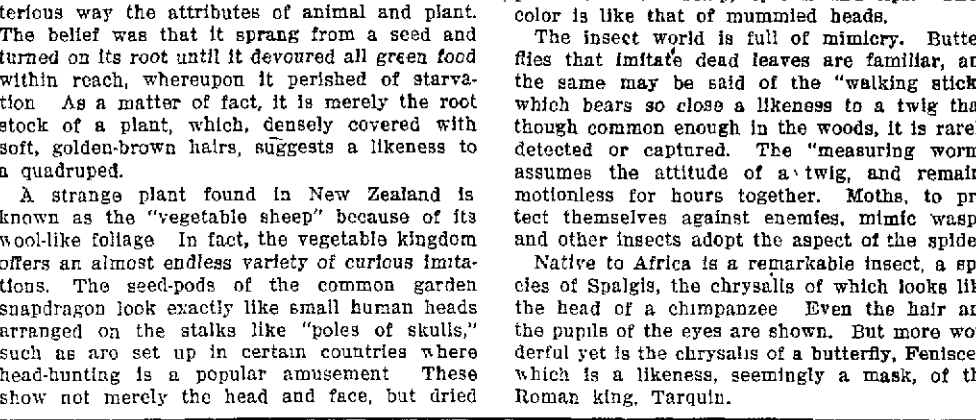 terious way the attributes of animal and plant.
The belief was that it sprang from a seed and
turned on its root until it devoured all green food
within reach, whereupon it perished of starva-
tion As a matter of fact, it is merely the root
stock of a plant, which, densely covered with
soft, golden-brown hairs, suggests a likeness to
a quadruped.
A strange plant found in New Zealand is
known as the "vegetable sheep" because of its
wool-like foliage In fact, the vegetable kingdom
offers an almost endless variety of curious imita-
tions. The seed-pods of the common garden
snapdragon look exactly like small human heads
arranged on the stalks like "poles of skulls,"
such as are set up in certain countries where
head-hunting is a popular amusement These
show not merely the head and face, but dried
color is like that of mummied heads.
The insect world is full of mimicry. Butte
flies that imitate dead leaves are familiar, an
the same may be said of the "walking stick
which bears so close a likeness to a twig tha
though common enough in the woods, it is rarel
detected or captured. The "measuring worm
assumes the attitude of a twig, and remain
motionless for hours together. Moths, to pr
tect themselves against enemies, mimic wasp
and other insects adopt the aspect of the spide
Native to Africa is a remarkable insect, a sp
cies of Spalgis, the chrysalis of which looks lik
the head of a chimpanzee Even the hair an
the pupils of the eyes are shown. But more wo
derful yet is the chrysalis of a butterfly, Fenisec
which is a likeness, seemingly a mask, of th
Roman king, Tarquin.